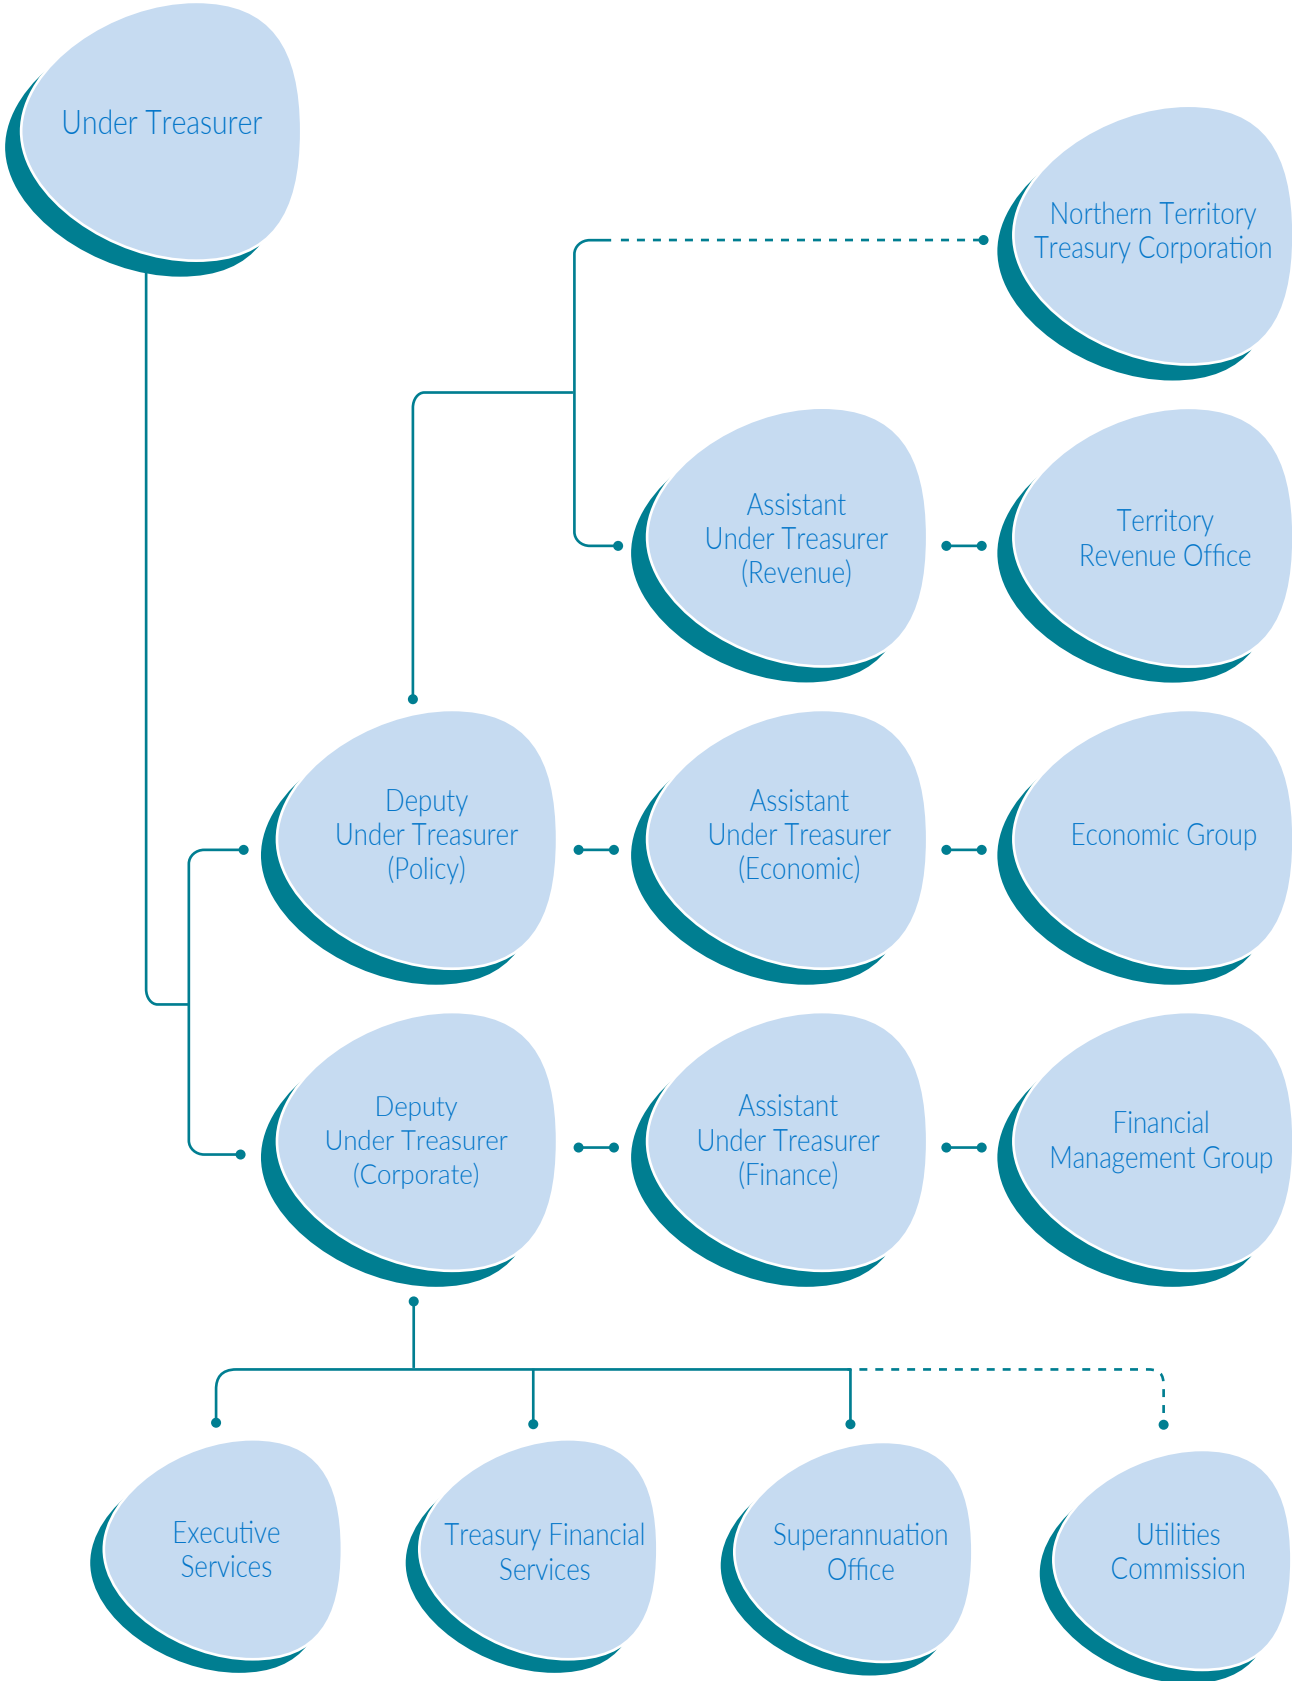 Under Treasurer
Northern Territory
Treasury Corporation
Assistant
Under Treasurer
(Revenue)
Territory
Revenue Office
Deputy
Under Treasurer
(Policy)
Assistant
Under Treasurer
(Economic)
Economic Group
Deputy
Under Treasurer
(Corporate)
Assistant
Under Treasurer
(Finance)
Financial
Management Group
Executive
Services
Treasury Financial
Services
Superannuation
Office
Utilities
Commission